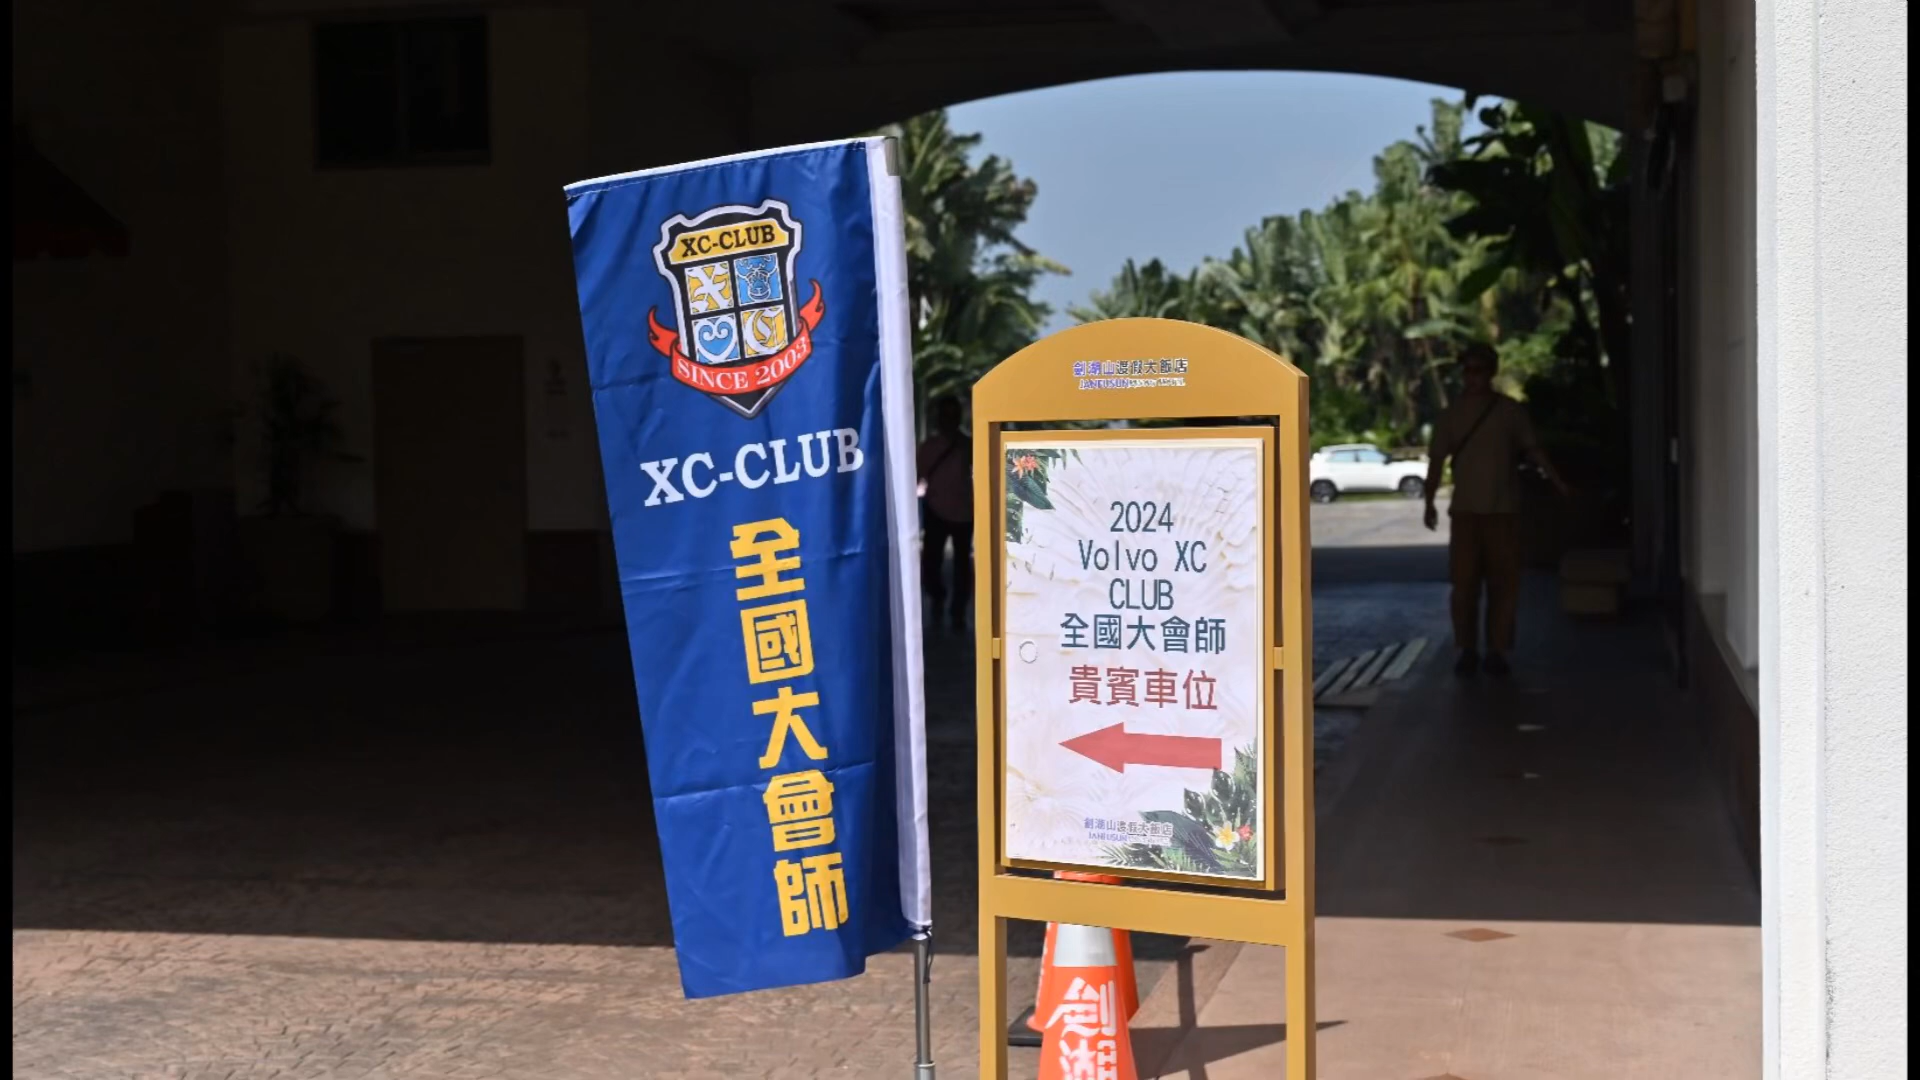 XC-CLUB
SINCE 2003
XC-CLUB
全國大會師
劍湖山渡假大飯店
2024
Volvo XC
CLUB
全國大會師
貴賓車位
劍湖山渡假大飯店
劍湖